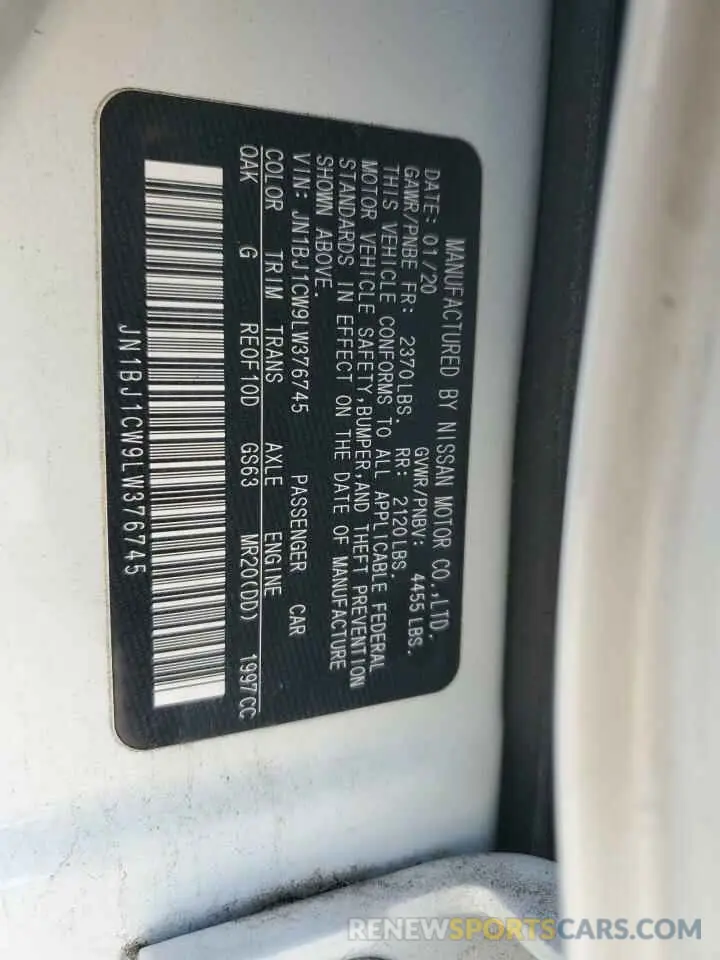 MANUFACTURED BY NISSAN MOTOR CO.,LTD.
DATE: 01/20 GVWR/PNBV: 4455 LBS.
GAWR/PNBE FR: 2370LBS. RR: 2120LBS.
THIS VEHICLE CONFORMS TO ALL APPLICABLE FEDERAL
MOTOR VEHICLE SAFETY,BUMPER,AND THEFT PREVENTION
STANDARDS IN EFFECT ON THE DATE OF MANUFACTURE
SHOWN ABOVE.
VIN: JN1BJ1CW9LW376745 PASSENGER CAR
COLOR TRIM TRANS AXLE ENGINE
QAK G RE0F10D GS63 MR20(DD) 1997CC
JN1BJ1CW9LW376745
RENEWSPORTSCARS.COM